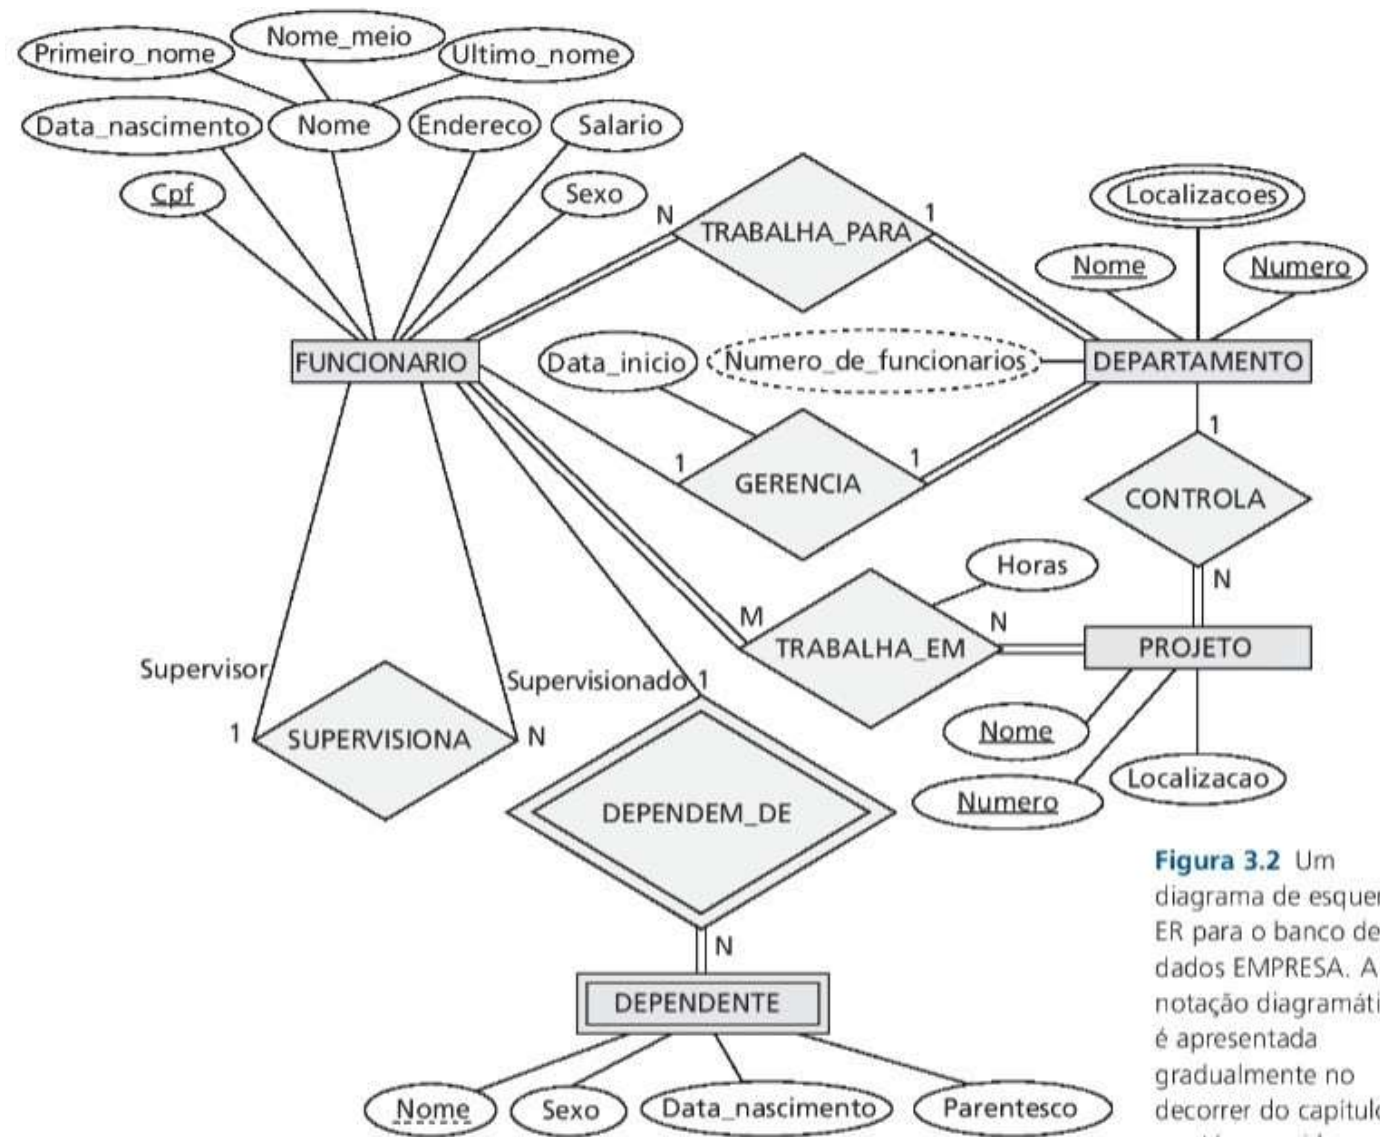 Nome_meio
Primeiro_nome
Ultimo_nome
Data_nascimento
Nome
Endereco
Salario
Cpf
Sexo
N
TRABALHA_PARA
1
Localizacoes
Nome
Numero
FUNCIONARIO
Data_inicio
Numero_de_funcionarios
DEPARTAMENTO
1
GERENCIA
1
1
CONTROLA
N
Horas
M
TRABALHA_EM
N
PROJETO
Supervisor
Supervisionado
1
1
SUPERVISIONA
N
Nome
Numero
Localizacao
DEPENDEM_DE
N
DEPENDENTE
Nome
Sexo
Data_nascimento
Parentesco
Figura 3.2 Um
diagrama de
ER para o banco de
dados EMPRESA. A
notação
é apresentada
gradualmente no
decorrer do